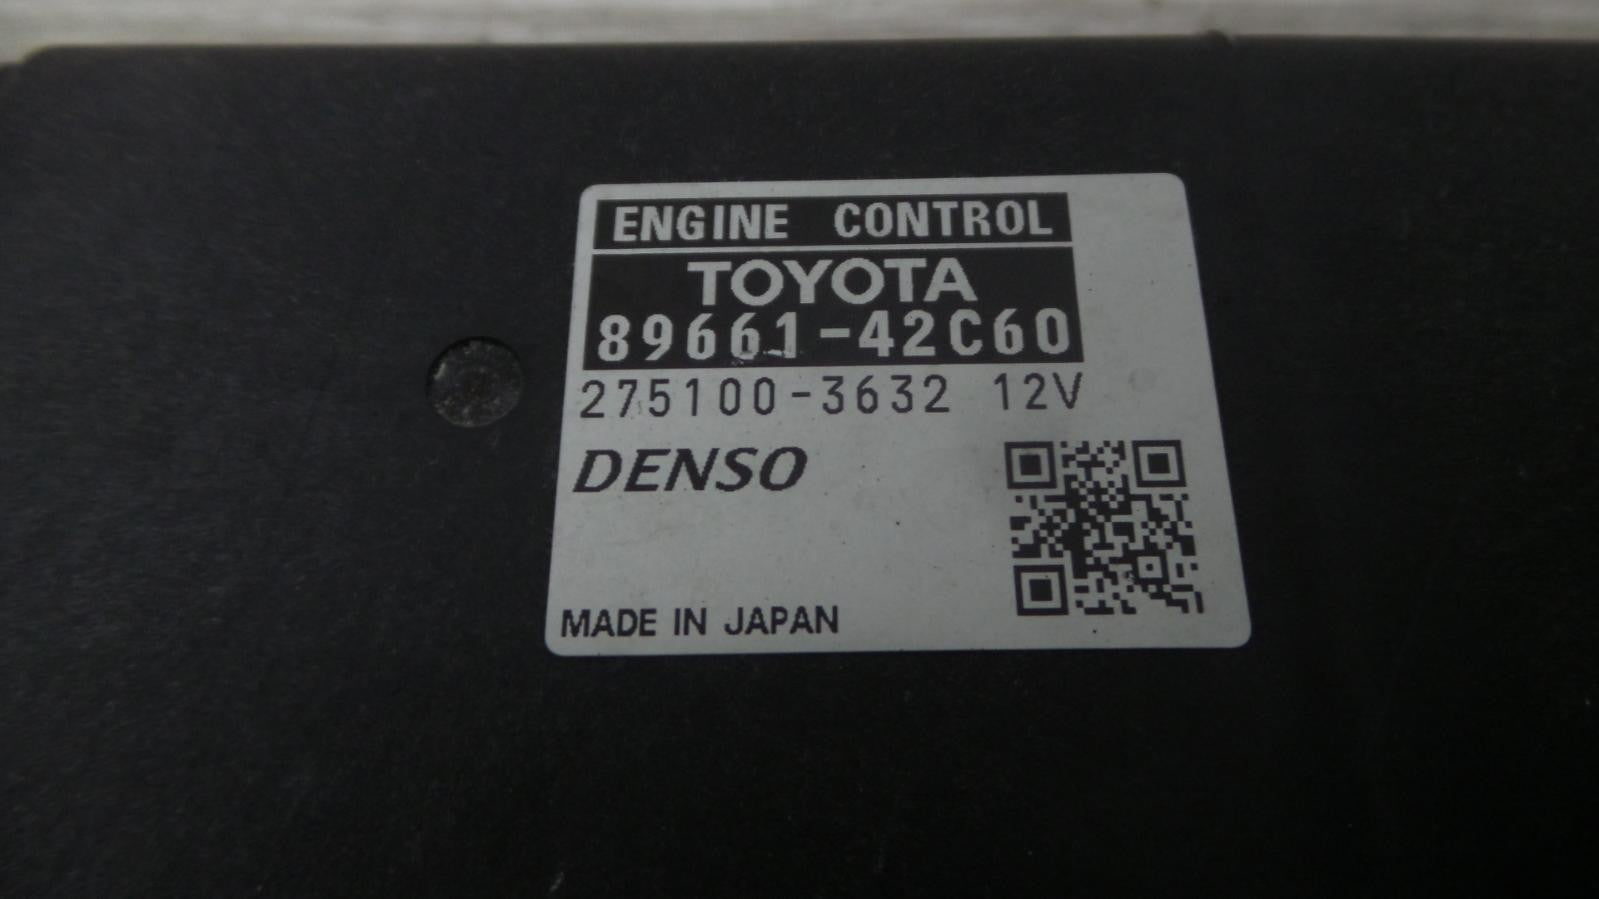 ENGINE CONTROL
TOYOTA
89661-42C60
275100-3632 12V
DENSO
MADE IN JAPAN